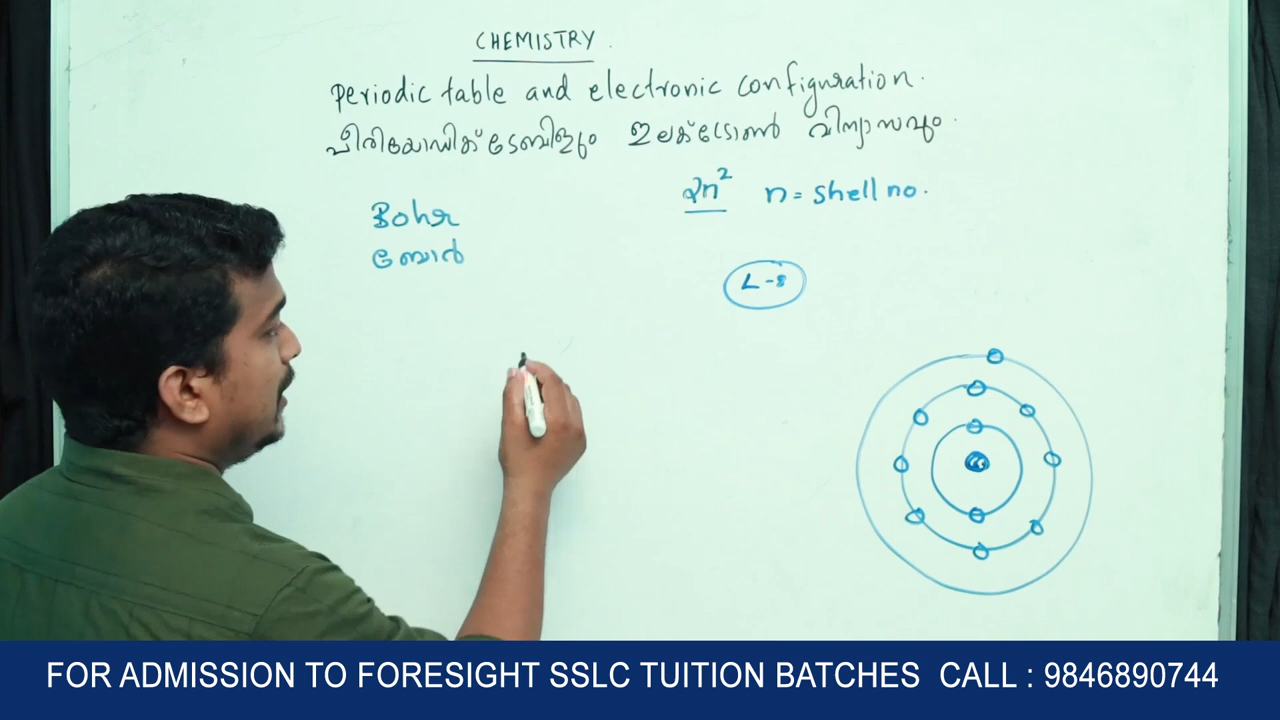 CHEMISTRY.
Periodic table and electronic configuration.
പീരിയോഡിക് ടേബിളും ഇലക്ട്രോൺ വിന്യാസവും.
2n² n = shell no.
Bohr
ബോർ
L-8
FOR ADMISSION TO FORESIGHT SSLC TUITION BATCHES CALL : 9846890744